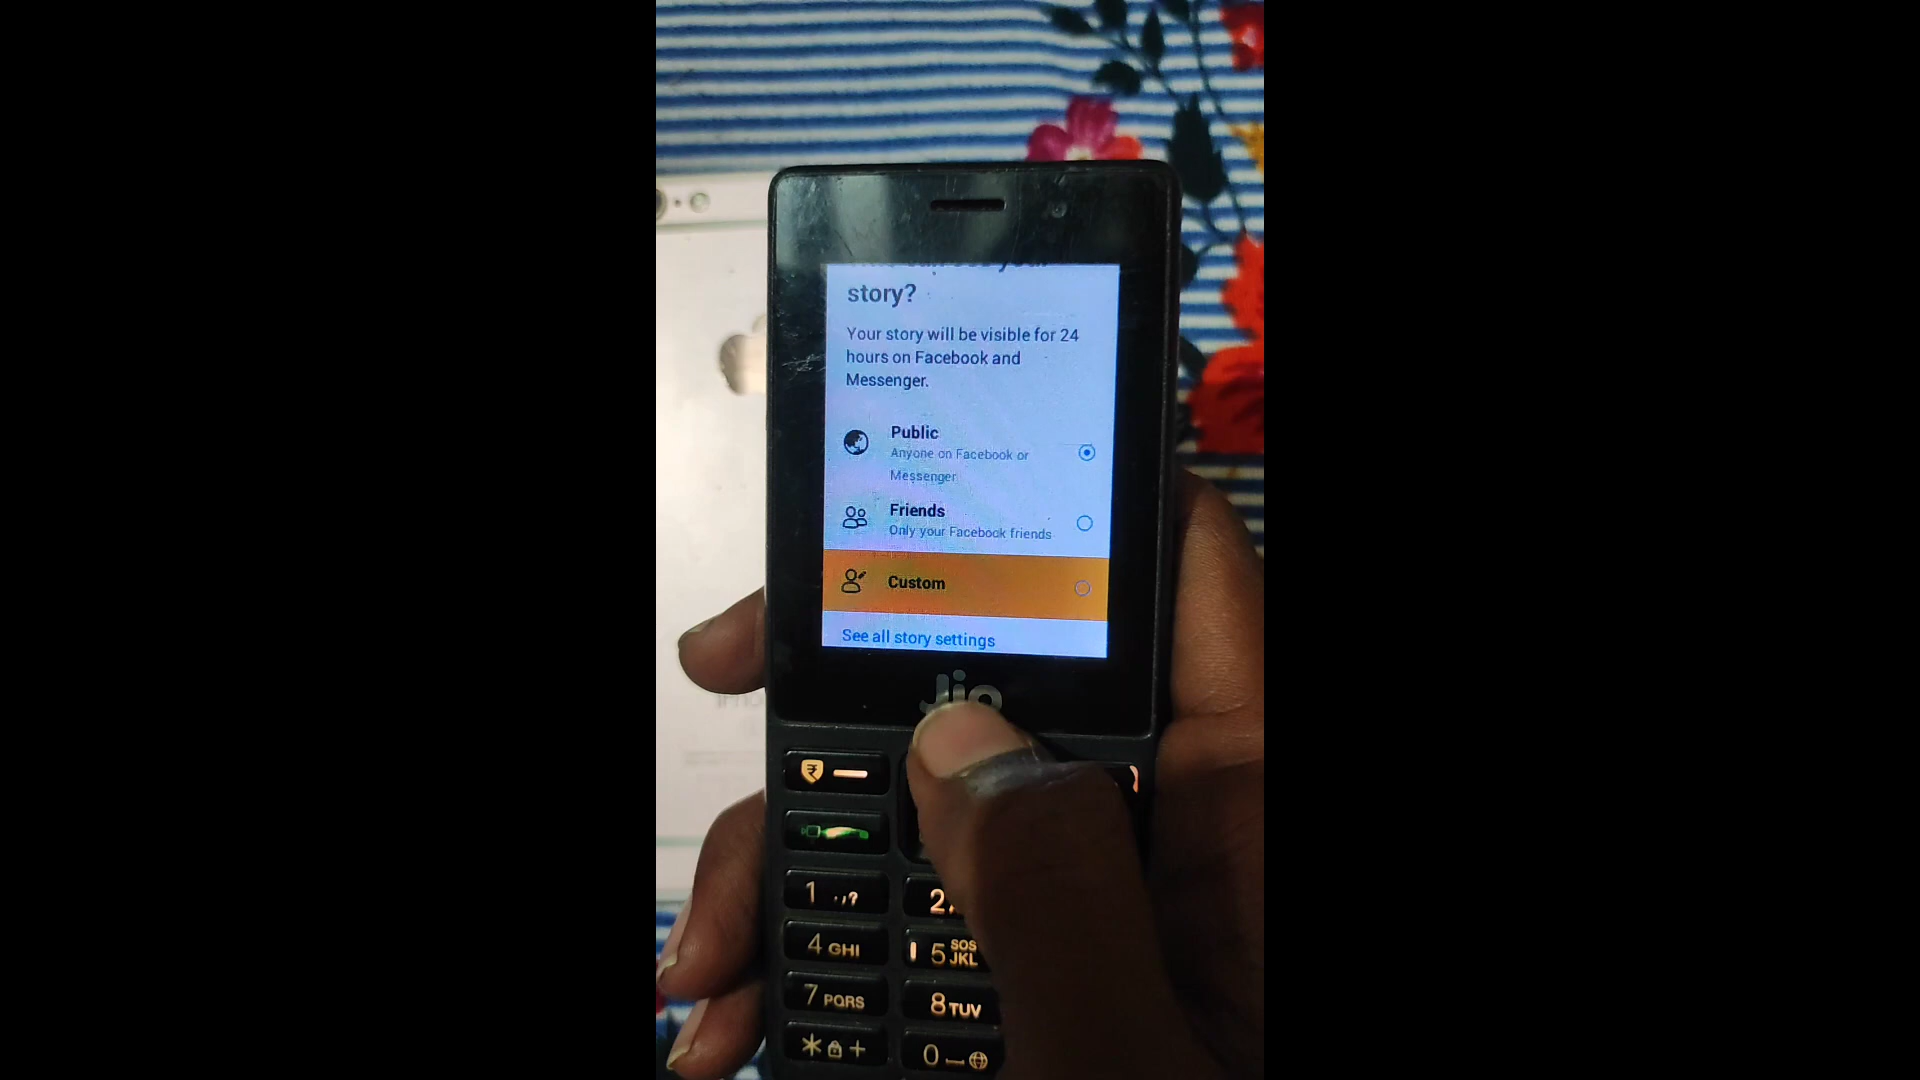 story?
Your story will be visible for 24
hours on Facebook and
Messenger.
Public
Anyone on Facebook or
Messenger
Friends
Only your Facebook friends
Custom
See all story settings
Jio
₹
1 .,?
2
4 GHI
5 SOS JKL
7 PQRS
8 TUV
* +
0